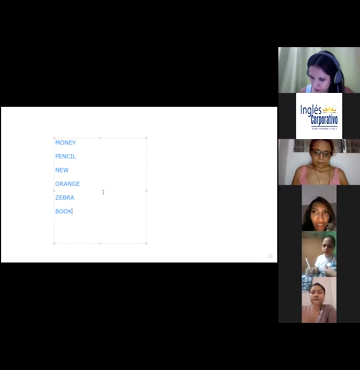 MONEY
PENCIL
NEW
ORANGE
ZEBRA
BOOK
Inglés
Corporativo